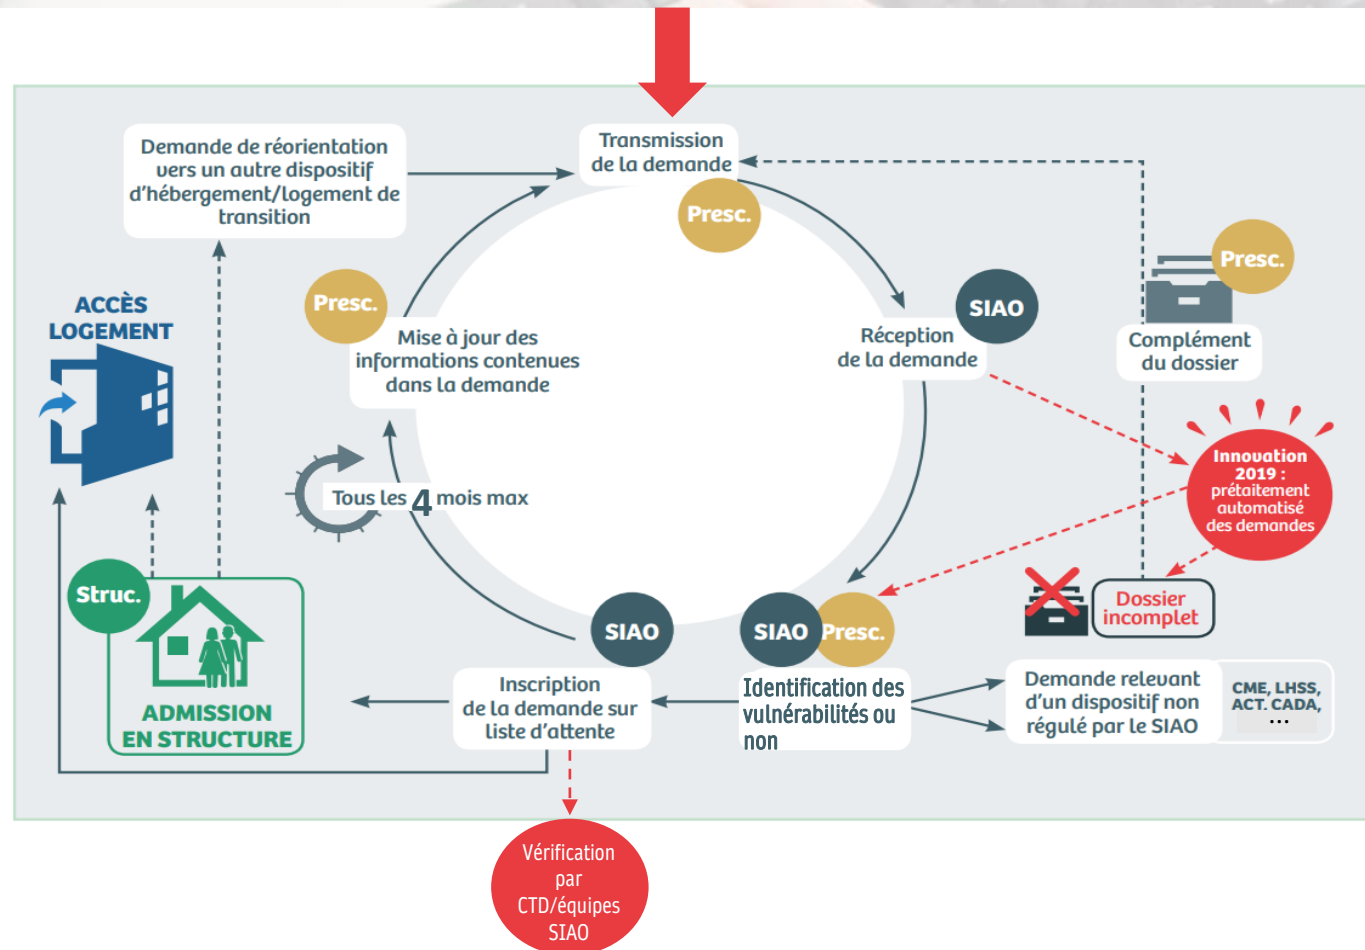 Transmission
de la demande
Presc.
Demande de réorientation
vers un autre dispositif
d'hébergement/logement de
transition
Presc.
SIAO
Réception
de la demande
Complément
du dossier
Presc.
Mise à jour des
informations contenues
dans la demande
ACCÈS
LOGEMENT
Innovation
2019 :
prétaitement
automatisé
des demandes
Tous les 4 mois max
Struc.
ADMISSION
EN STRUCTURE
SIAO
Inscription
de la demande sur
liste d'attente
SIAO
Presc.
Identification des
vulnérabilités ou
non
Dossier
incomplet
Demande relevant
d'un dispositif non
régulé par le SIAO
CME, LHSS,
ACT. CADA,
...
Vérification
par
CTD/équipes
SIAO